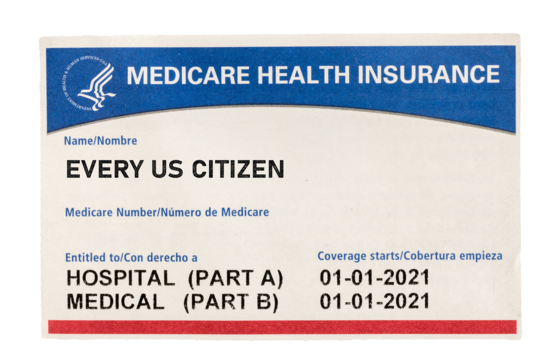 MEDICARE HEALTH INSURANCE
Name/Nombre
EVERY US CITIZEN
Medicare Number/Número de Medicare
Entitled to/Con derecho a Coverage starts/Cobertura empieza
HOSPITAL (PART A) 01-01-2021
MEDICAL (PART B) 01-01-2021